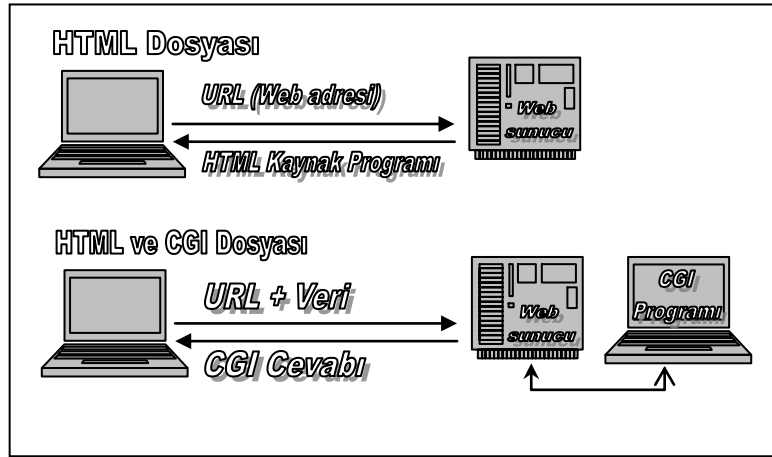 HTML Dosyası
URL (Web adresi)
Web
sunucu
HTML Kaynak Programı
HTML ve CGI Dosyası
URL + Veri
Web
sunucu
CGI
Programı
CGI Cevabı